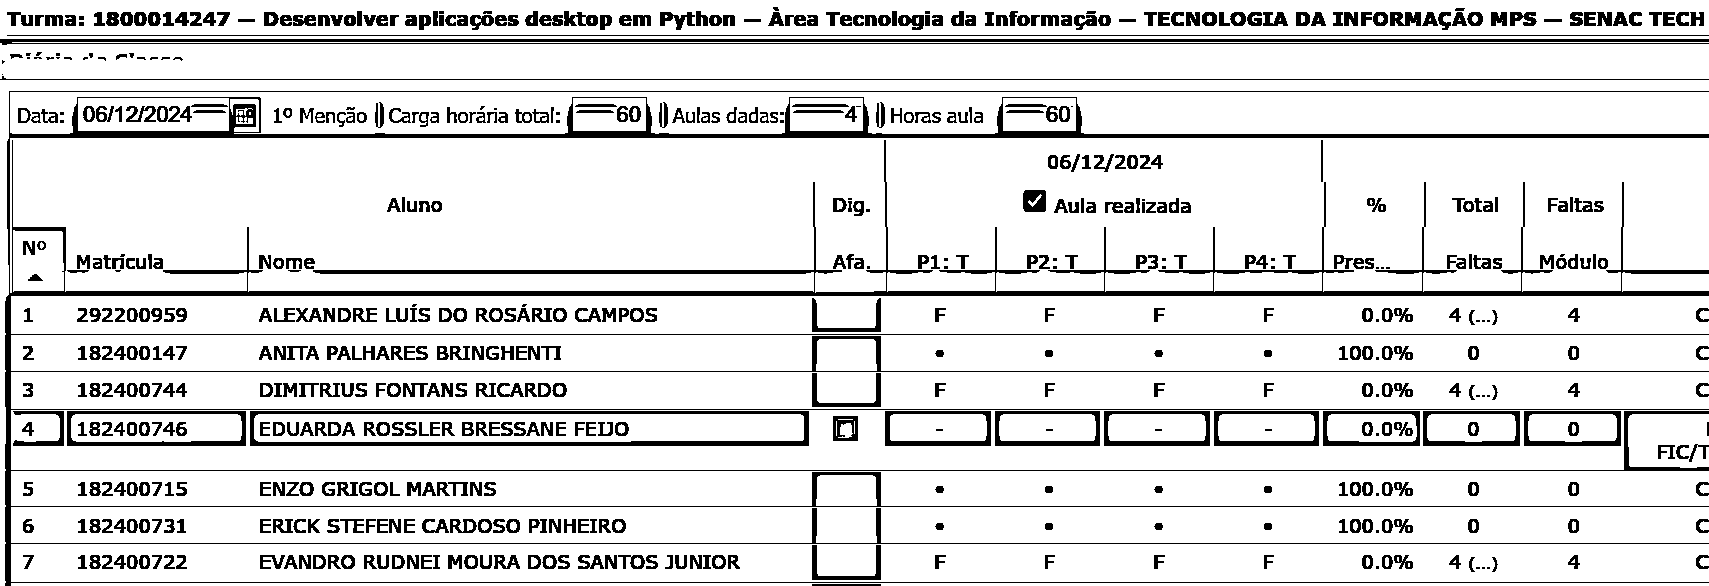 Turma: 1800014247 — Desenvolver aplicações desktop em Python — Àrea Tecnologia da Informação — TECNOLOGIA DA INFORMAÇÃO MPS — SENAC TECH
Diário de Classe
Data: 06/12/2024 1º Menção Carga horária total: 60 Aulas dadas: 4 Horas aula 60
06/12/2024
Aluno Dig. Aula realizada % Total Faltas
Nº Matrícula Nome Afa. P1: T P2: T P3: T P4: T Pres... Faltas Módulo
1 292200959 ALEXANDRE LUÍS DO ROSÁRIO CAMPOS F F F F 0.0% 4 (...) 4 C
2 182400147 ANITA PALHARES BRINGHENTI • • • • 100.0% 0 0 C
3 182400744 DIMITRIUS FONTANS RICARDO F F F F 0.0% 4 (...) 4 C
4 182400746 EDUARDA ROSSLER BRESSANE FEIJO - - - - 0.0% 0 0
FIC/T
5 182400715 ENZO GRIGOL MARTINS • • • • 100.0% 0 0 C
6 182400731 ERICK STEFENE CARDOSO PINHEIRO • • • • 100.0% 0 0 C
7 182400722 EVANDRO RUDNEI MOURA DOS SANTOS JUNIOR F F F F 0.0% 4 (...) 4 C